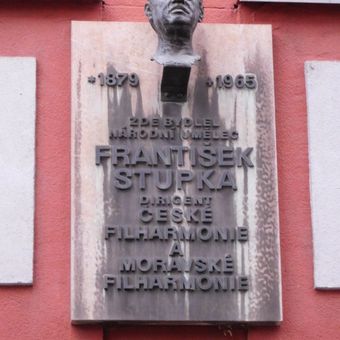 *1879 *1965
ZDE BYDLEL
NÁRODNÍ UMĚLEC
FRANTIŠEK
STUPKA
DIRIGENT
ČESKÉ
FILHARMONIE
A
MORAVSKÉ
FILHARMONIE